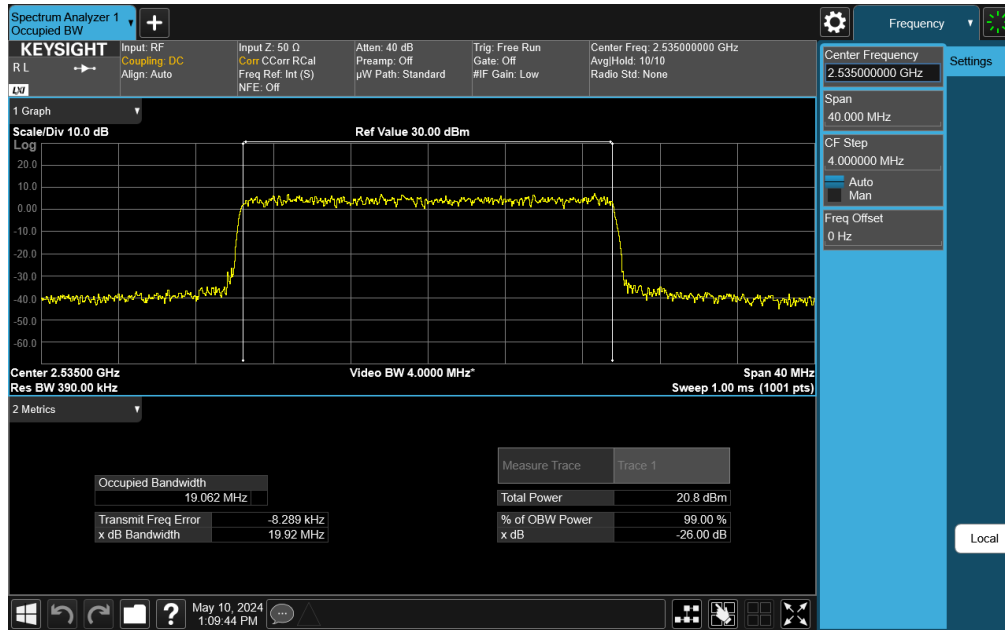 Spectrum Analyzer 1
Occupied BW
Frequency
KEYSIGHT
R L
LXI
Input: RF
Coupling: DC
Align: Auto
Input Z: 50 Ω
Corr CCorr RCal
Freq Ref: Int (S)
NFE: Off
Atten: 40 dB
Preamp: Off
µW Path: Standard
Trig: Free Run
Gate: Off
#IF Gain: Low
Center Freq: 2.535000000 GHz
Avg|Hold: 10/10
Radio Std: None
Center Frequency
2.535000000 GHz
Settings
Span
40.000 MHz
CF Step
4.000000 MHz
Auto
Man
Freq Offset
0 Hz
Local
1 Graph
Scale/Div 10.0 dB
Ref Value 30.00 dBm
Log
20.0
10.0
0.00
-10.0
-20.0
-30.0
-40.0
-50.0
-60.0
Center 2.53500 GHz
Video BW 4.0000 MHz*
Span 40 MHz
Res BW 390.00 kHz
Sweep 1.00 ms (1001 pts)
2 Metrics
Measure Trace
Trace 1
Occupied Bandwidth
19.062 MHz
Total Power
20.8 dBm
Transmit Freq Error
-8.289 kHz
% of OBW Power
99.00 %
x dB Bandwidth
19.92 MHz
x dB
-26.00 dB
?
May 10, 2024
1:09:44 PM